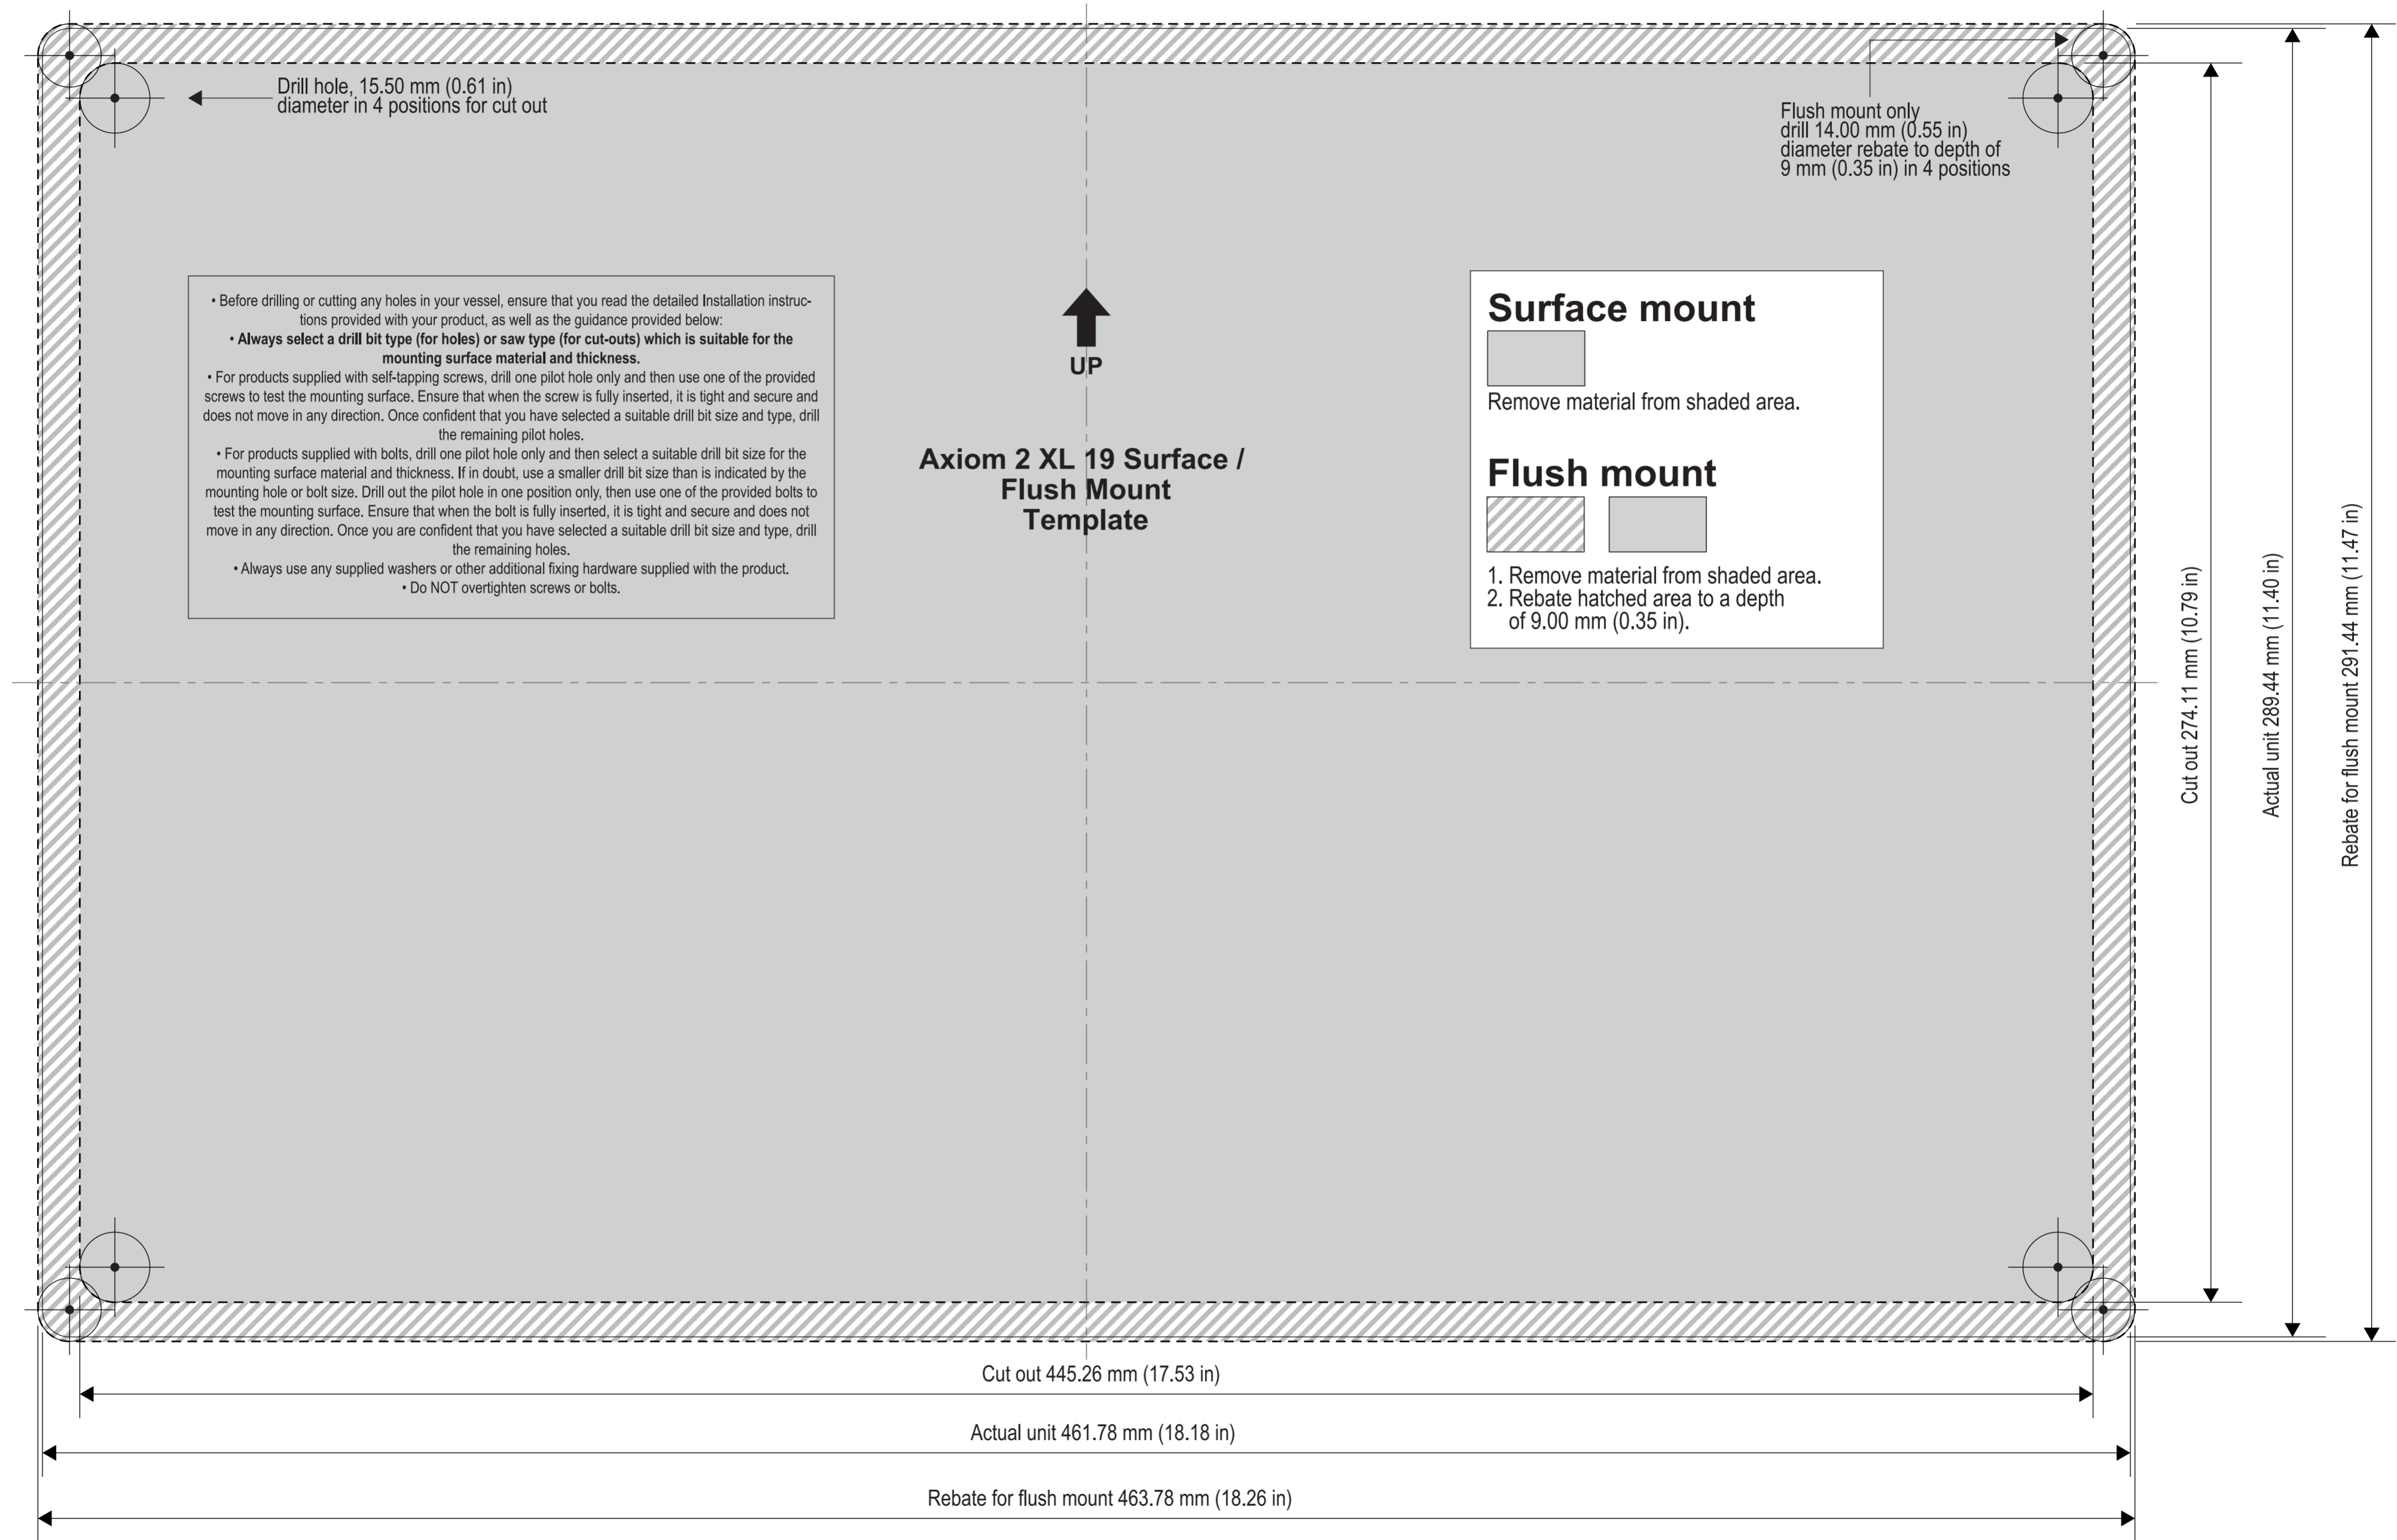 Drill hole, 15.50 mm (0.61 in)
diameter in 4 positions for cut out
Flush mount only
drill 14.00 mm (0.55 in)
diameter rebate to depth of
9 mm (0.35 in) in 4 positions
• Before drilling or cutting any holes in your vessel, ensure that you read the detailed Installation instruc-
tions provided with your product, as well as the guidance provided below:
• Always select a drill bit type (for holes) or saw type (for cut-outs) which is suitable for the
mounting surface material and thickness.
• For products supplied with self-tapping screws, drill one pilot hole only and then use one of the provided
screws to test the mounting surface. Ensure that when the screw is fully inserted, it is tight and secure and
does not move in any direction. Once confident that you have selected a suitable drill bit size and type, drill
the remaining pilot holes.
• For products supplied with bolts, drill one pilot hole only and then select a suitable drill bit size for the
mounting surface material and thickness. If in doubt, use a smaller drill bit size than is indicated by the
mounting hole or bolt size. Drill out the pilot hole in one position only, then use one of the provided bolts to
test the mounting surface. Ensure that when the bolt is fully inserted, it is tight and secure and does not
move in any direction. Once you are confident that you have selected a suitable drill bit size and type, drill
the remaining holes.
• Always use any supplied washers or other additional fixing hardware supplied with the product.
• Do NOT overtighten screws or bolts.
UP
Axiom 2 XL 19 Surface /
Flush Mount
Template
Surface mount
Remove material from shaded area.
Flush mount
1. Remove material from shaded area.
2. Rebate hatched area to a depth
of 9.00 mm (0.35 in).
Cut out 274.11 mm (10.79 in)
Actual unit 289.44 mm (11.40 in)
Rebate for flush mount 291.44 mm (11.47 in)
Cut out 445.26 mm (17.53 in)
Actual unit 461.78 mm (18.18 in)
Rebate for flush mount 463.78 mm (18.26 in)